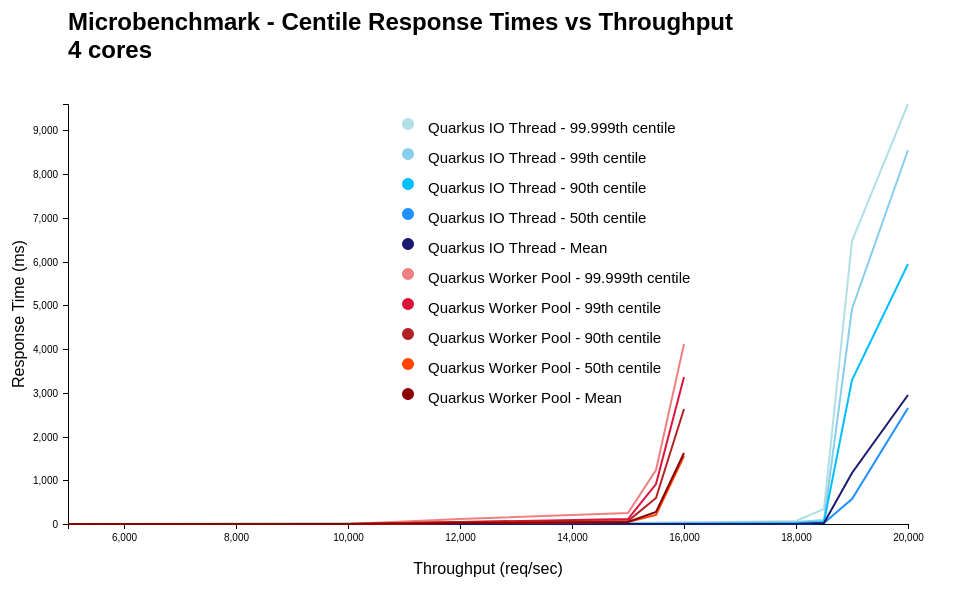 Microbenchmark - Centile Response Times vs Throughput
4 cores
Quarkus IO Thread - 99.999th centile
Quarkus IO Thread - 99th centile
Quarkus IO Thread - 90th centile
Quarkus IO Thread - 50th centile
Quarkus IO Thread - Mean
Quarkus Worker Pool - 99.999th centile
Quarkus Worker Pool - 99th centile
Quarkus Worker Pool - 90th centile
Quarkus Worker Pool - 50th centile
Quarkus Worker Pool - Mean
Response Time (ms)
9,000
8,000
7,000
6,000
5,000
4,000
3,000
2,000
1,000
0
6,000 8,000 10,000 12,000 14,000 16,000 18,000 20,000
Throughput (req/sec)